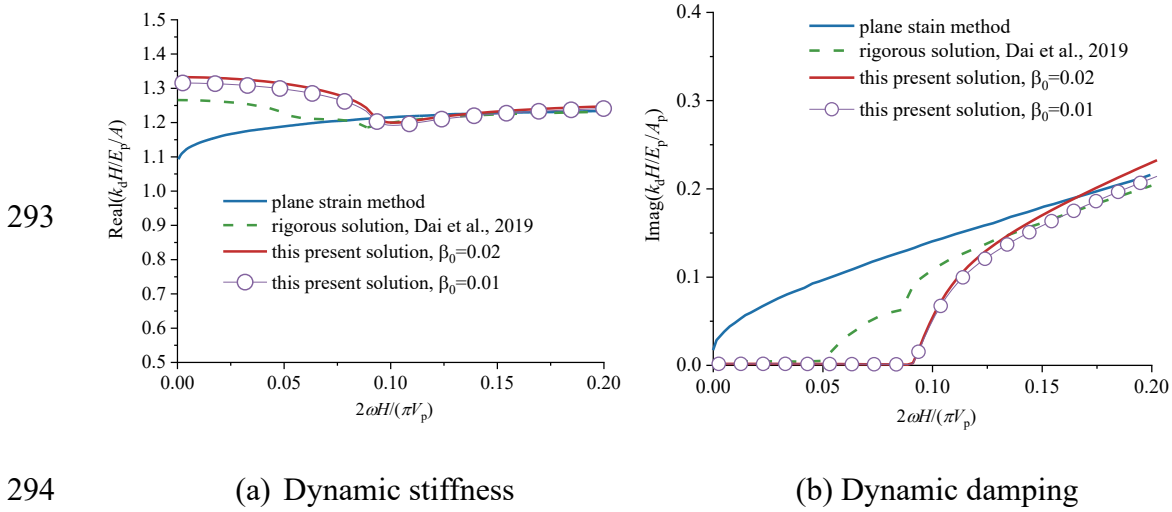 1.5
1.4
1.3
1.2
1.1
1.0
0.9
0.8
0.7
0.6
0.5
Real(k_dH/E_p/A)
plane strain method
rigorous solution, Dai et al., 2019
this present solution, β₀=0.02
this present solution, β₀=0.01
0.00 0.05 0.10 0.15 0.20
2ωH/(πV_p)
0.4
0.3
0.2
0.1
0.0
Imag(k_dH/E_p/A_p)
plane stain method
rigorous solution, Dai et al., 2019
this present solution, β₀=0.02
this present solution, β₀=0.01
0.00 0.05 0.10 0.15 0.20
2ωH/(πV_p)
293
294 (a) Dynamic stiffness (b) Dynamic damping